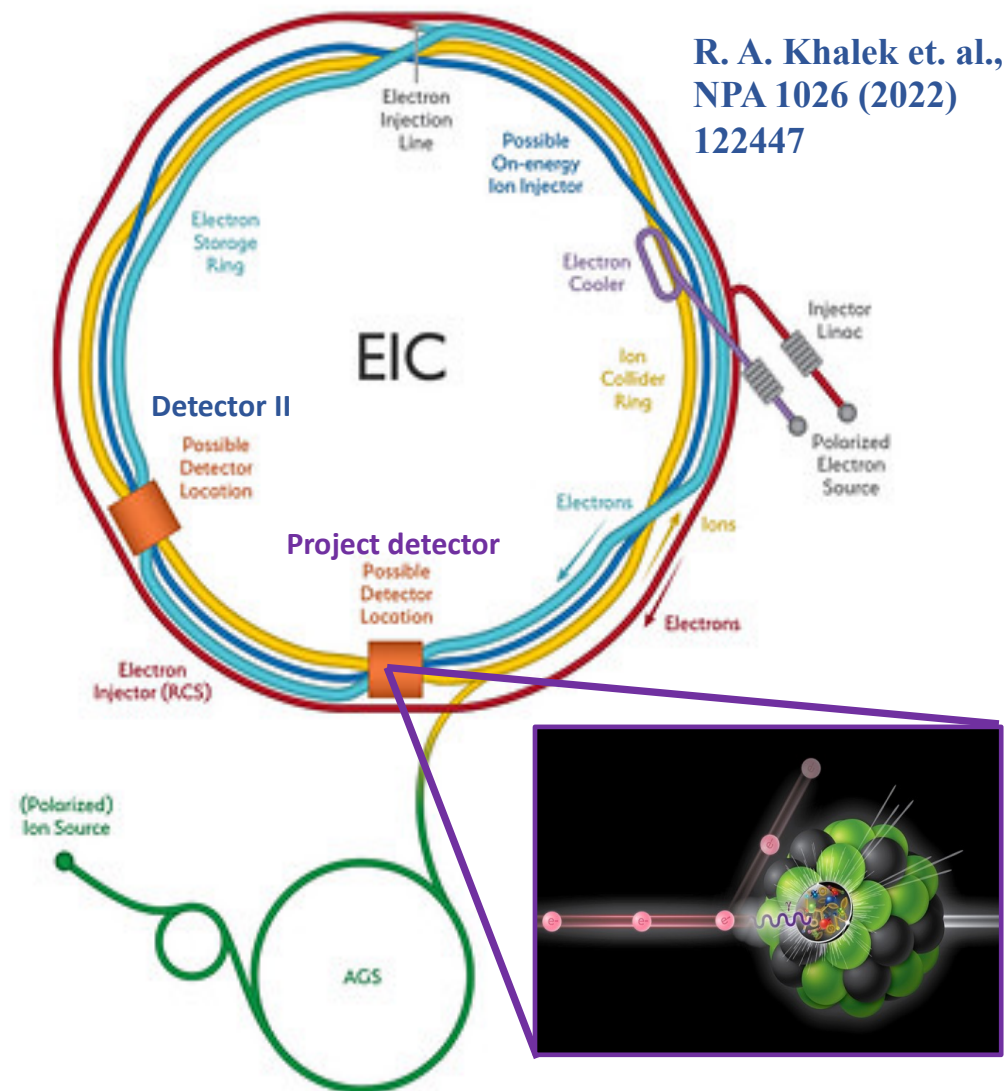 R. A. Khalek et. al.,
NPA 1026 (2022)
122447
Electron
Injection
Line
Possible
On-energy
Ion Injector
Electron
Storage
Ring
Electron
Cooler
Injector
Linac
EIC
Ion
Collider
Ring
Detector II
Possible
Detector
Location
Polarized
Electron
Source
Electrons
Ions
Project detector
Possible
Detector
Location
Electrons
Electron
Injector (RCS)
(Polarized)
Ion Source
AGS
e-
e-
e-
γ